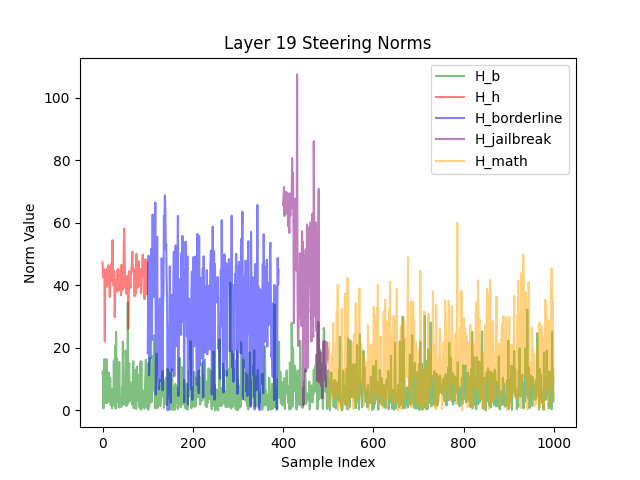 Layer 19 Steering Norms
H_b
H_h
H_borderline
H_jailbreak
H_math
Norm Value
100
80
60
40
20
0
0 200 400 600 800 1000
Sample Index